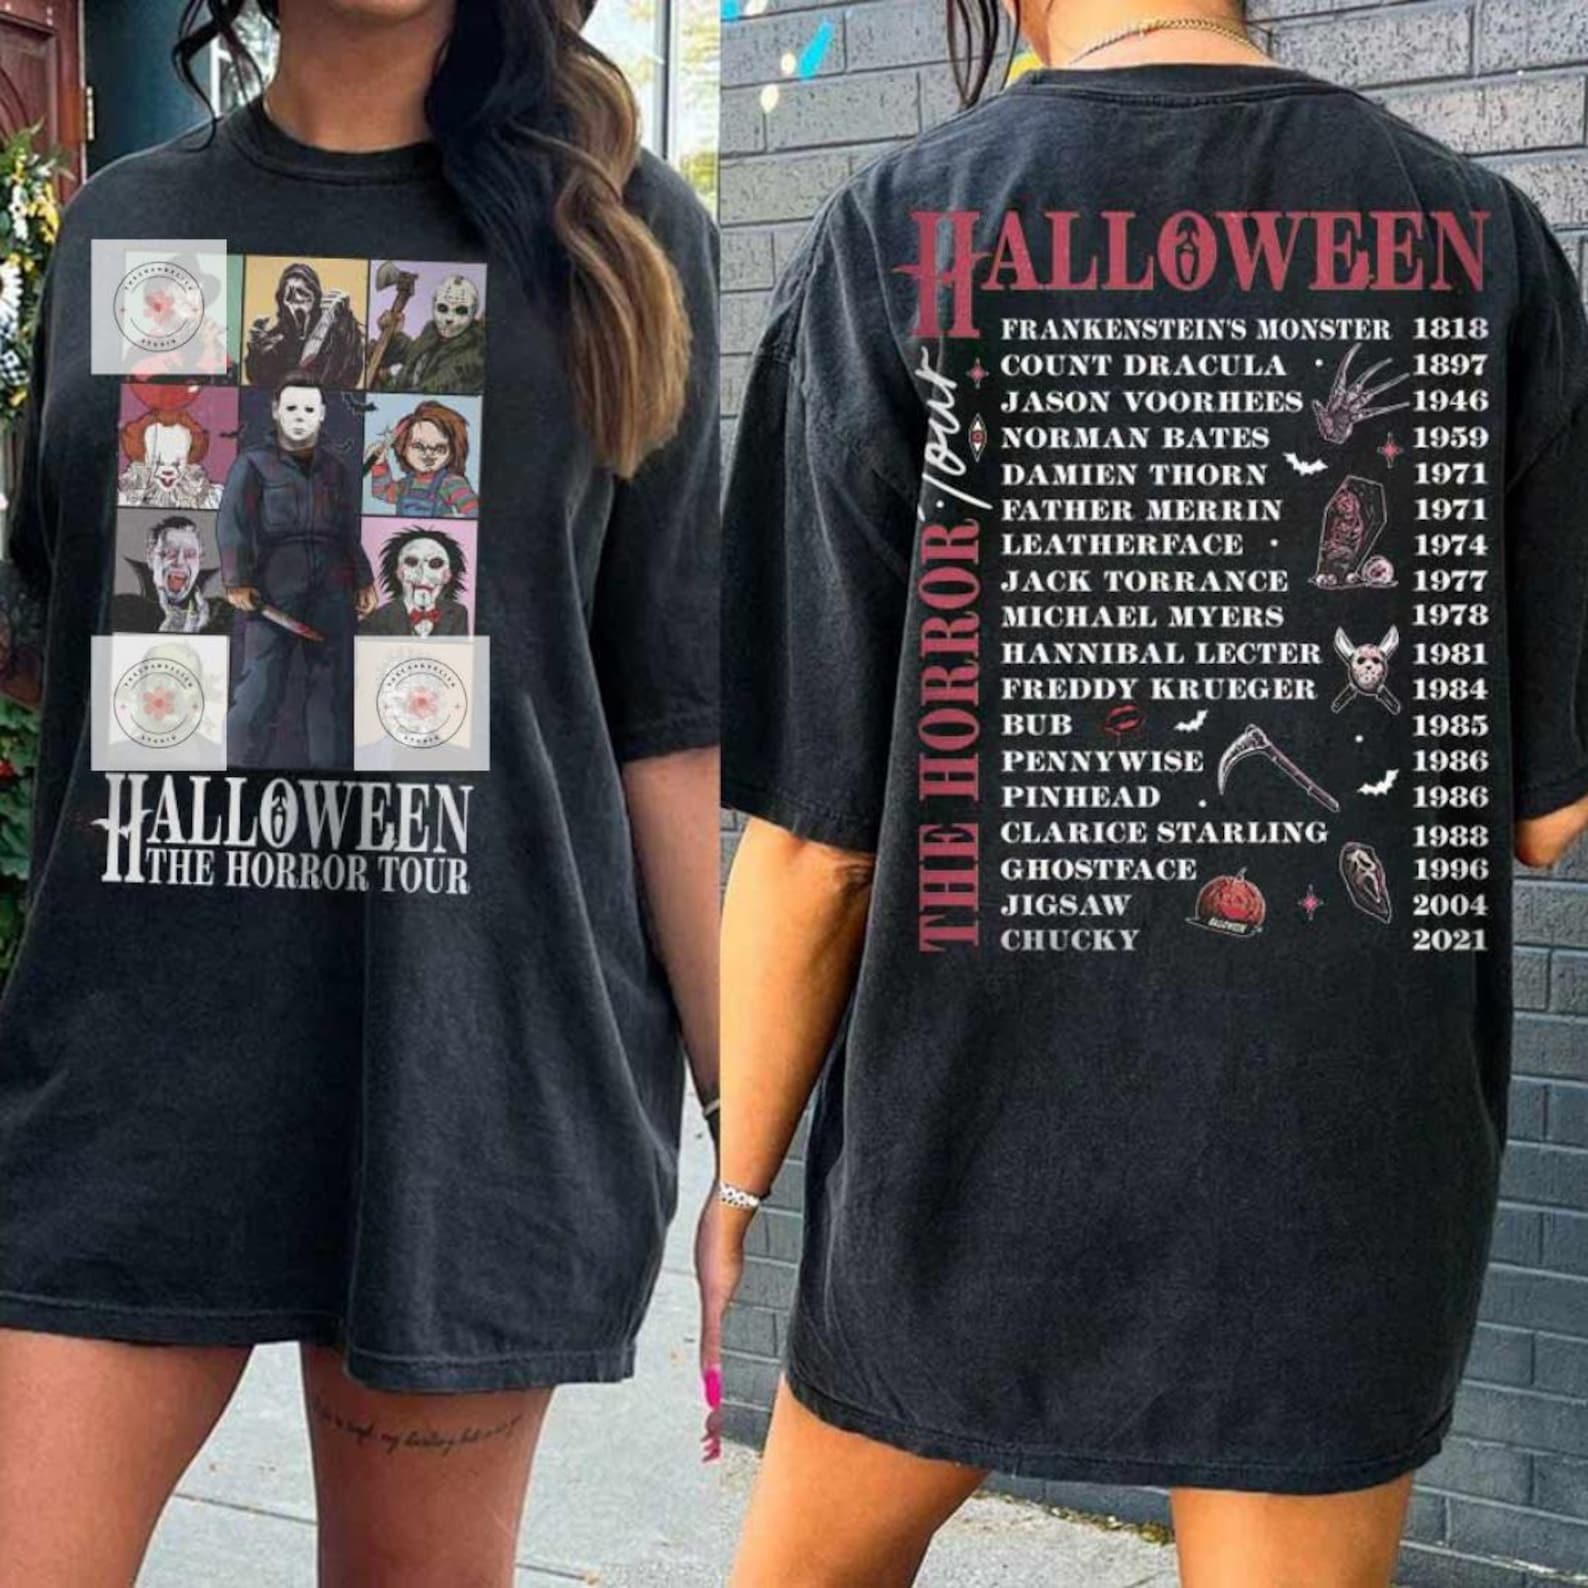 HALLOWEEN
THE HORROR TOUR
HALLOWEEN
THE HORROR Tour
FRANKENSTEIN'S MONSTER 1818
COUNT DRACULA 1897
JASON VOORHEES 1946
NORMAN BATES 1959
DAMIEN THORN 1971
FATHER MERRIN 1971
LEATHERFACE 1974
JACK TORRANCE 1977
MICHAEL MYERS 1978
HANNIBAL LECTER 1981
FREDDY KRUEGER 1984
BUB 1985
PENNYWISE 1986
PINHEAD 1986
CLARICE STARLING 1988
GHOSTFACE 1996
JIGSAW 2004
CHUCKY 2021
HALLOWEEN